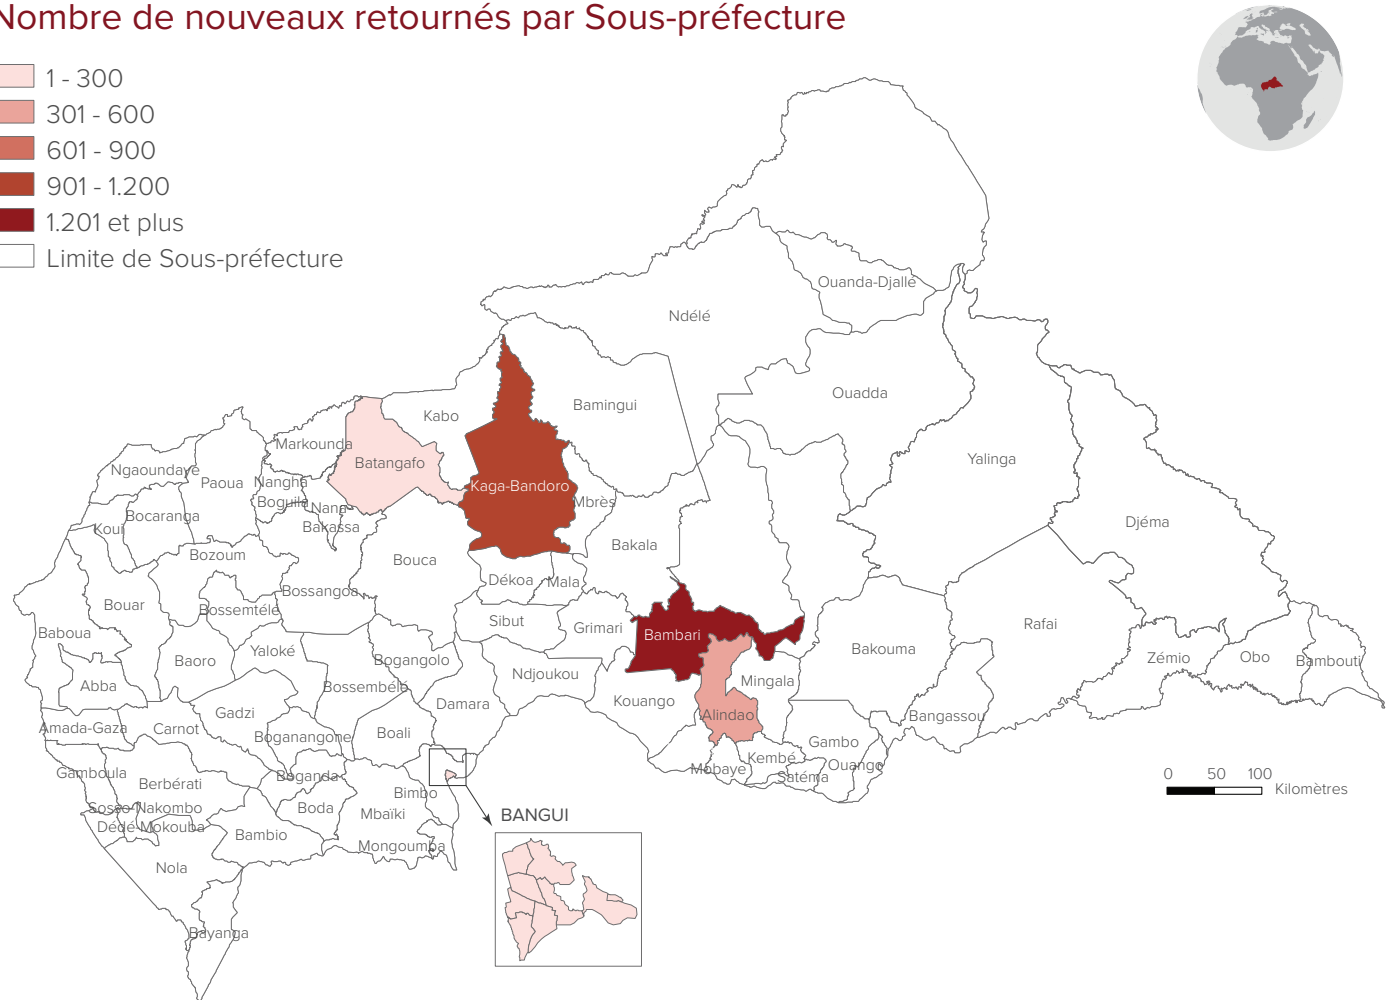 Nombre de nouveaux retournés par Sous-préfecture
1 - 300
301 - 600
601 - 900
901 - 1.200
1.201 et plus
Limite de Sous-préfecture
Ouanda-Djallé
Ndélé
Ouadda
Bamingui
Kabo
Markounda
Batangafo
Yalinga
Ngaoundaye
Paoua
Nangha
Boguila
Kaga-Bandoro
Mbrès
Nana-
Bakassa
Koui
Bocaranga
Djéma
Bozoum
Bouca
Bakala
Dékoa
Mala
Bossangoa
Bouar
Bossemtélé
Sibut
Grimari
Bambari
Rafai
Baboua
Baoro
Yaloké
Bogangolo
Bakouma
Zémio
Obo
Bambouti
Abba
Bossembélé
Ndjoukou
Mingala
Damara
Kouango
Alindao
Gadzi
Bangassou
Amada-Gaza
Carnot
Boganangone
Boali
Gambo
Kembé
Ouango
Mobaye
Satéma
Gamboula
Berbérati
Boganda
Bimbo
0 50 100
Kilomètres
Sosso-Nakombo
Boda
Mbaïki
BANGUI
Dédé-Mokouba
Bambio
Mongoumba
Nola
Bayanga